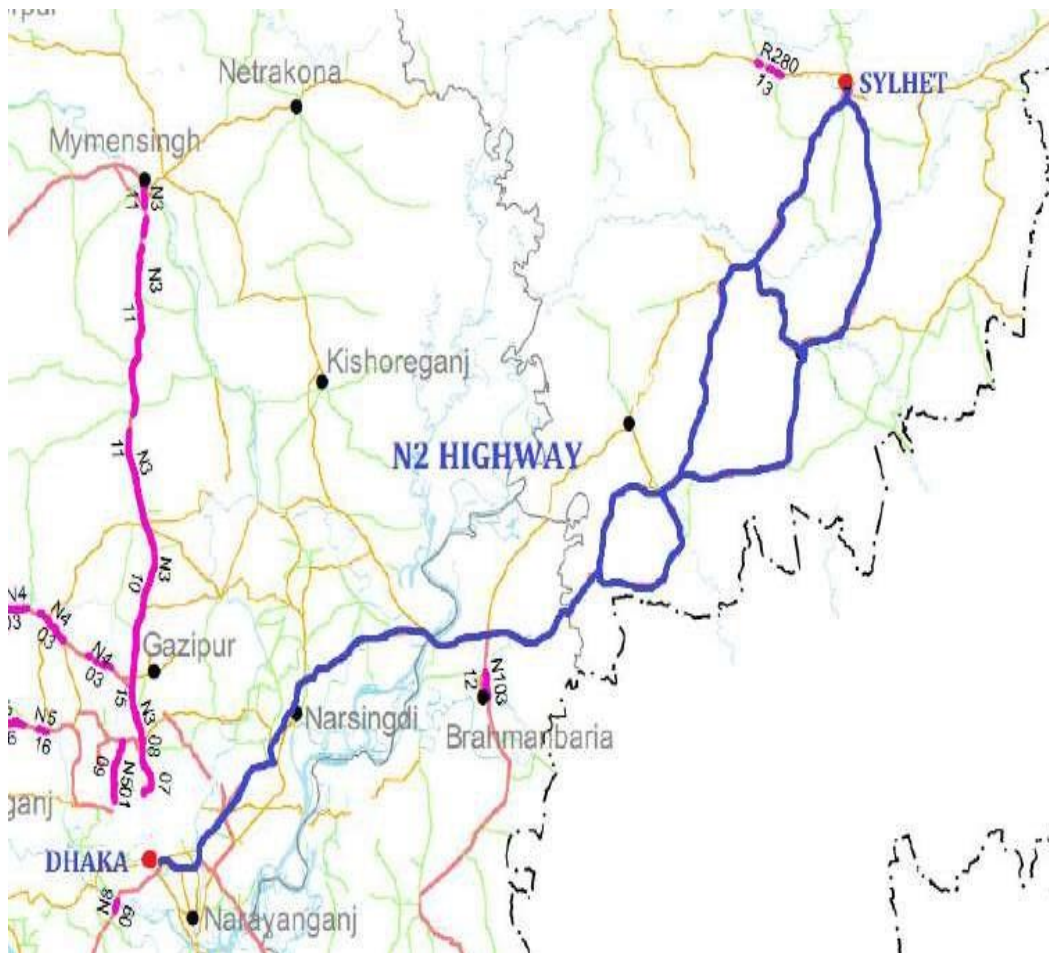 Netrakona
R280
13
SYLHET
Mymensingh
N3
11
N3
11
Kishoreganj
N2 HIGHWAY
N3
11
N3
10
N4
03
N4
03
N4
03
Gazipur
15
N3
08
07
N5
16
09
N501
Narsingdi
N103
12
Brahmanbaria
ganj
DHAKA
N8
60
Narayanganj